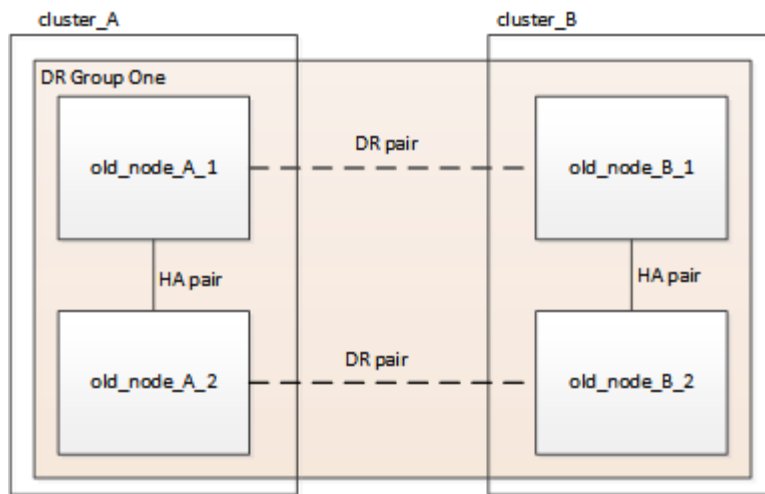 cluster_A
cluster_B
DR Group One
old_node_A_1
DR pair
old_node_B_1
HA pair
HA pair
old_node_A_2
DR pair
old_node_B_2